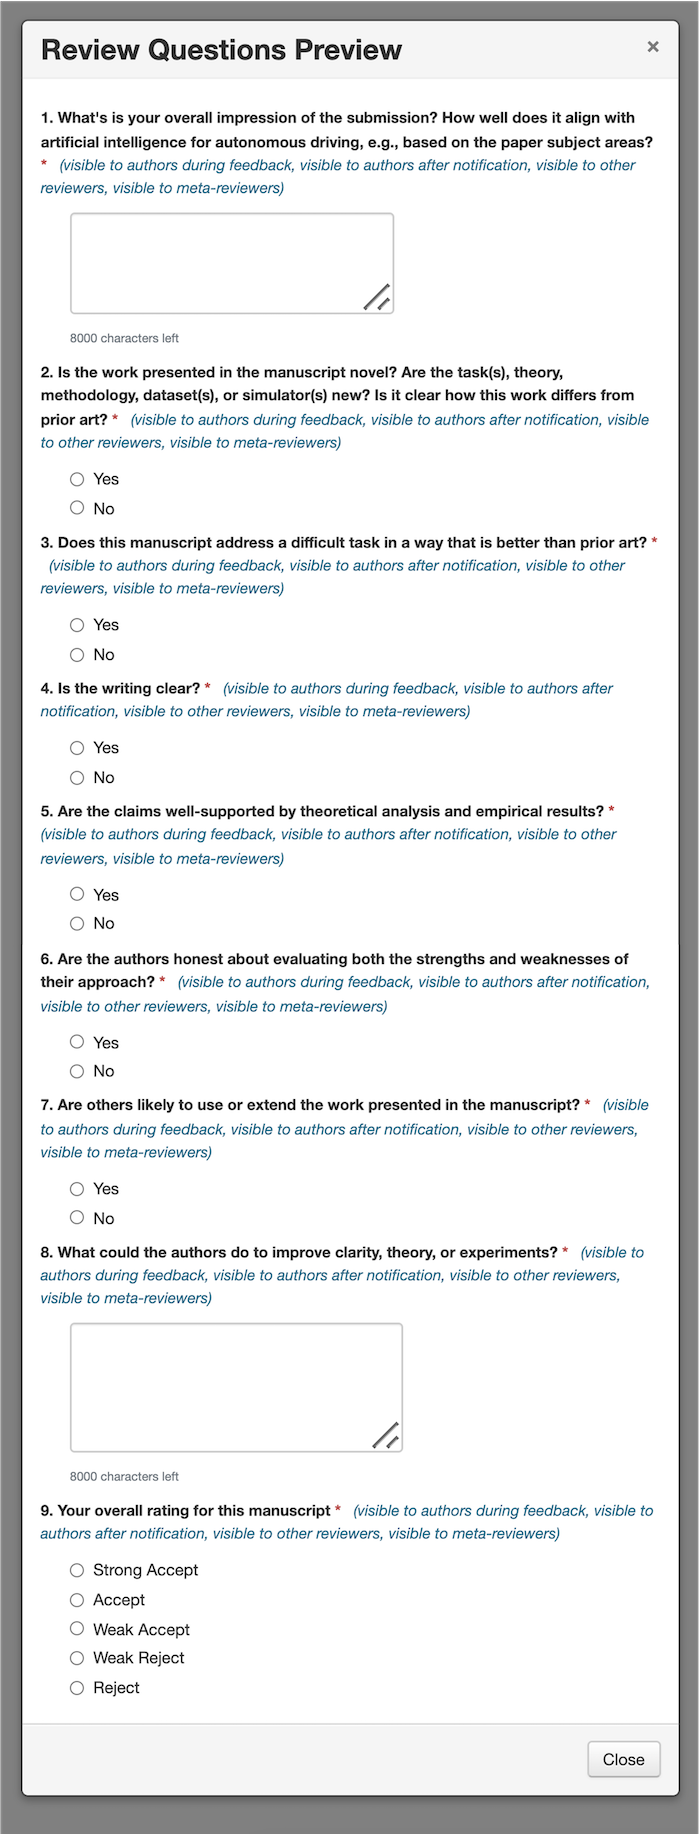 Review Questions Preview ×
1. What's is your overall impression of the submission? How well does it align with
artificial intelligence for autonomous driving, e.g., based on the paper subject areas?
* (visible to authors during feedback, visible to authors after notification, visible to other
reviewers, visible to meta-reviewers)
8000 characters left
2. Is the work presented in the manuscript novel? Are the task(s), theory,
methodology, dataset(s), or simulator(s) new? Is it clear how this work differs from
prior art? * (visible to authors during feedback, visible to authors after notification, visible
to other reviewers, visible to meta-reviewers)
Yes
No
3. Does this manuscript address a difficult task in a way that is better than prior art? *
(visible to authors during feedback, visible to authors after notification, visible to other
reviewers, visible to meta-reviewers)
Yes
No
4. Is the writing clear? * (visible to authors during feedback, visible to authors after
notification, visible to other reviewers, visible to meta-reviewers)
Yes
No
5. Are the claims well-supported by theoretical analysis and empirical results? *
(visible to authors during feedback, visible to authors after notification, visible to other
reviewers, visible to meta-reviewers)
Yes
No
6. Are the authors honest about evaluating both the strengths and weaknesses of
their approach? * (visible to authors during feedback, visible to authors after notification,
visible to other reviewers, visible to meta-reviewers)
Yes
No
7. Are others likely to use or extend the work presented in the manuscript? * (visible
to authors during feedback, visible to authors after notification, visible to other reviewers,
visible to meta-reviewers)
Yes
No
8. What could the authors do to improve clarity, theory, or experiments? * (visible to
authors during feedback, visible to authors after notification, visible to other reviewers,
visible to meta-reviewers)
8000 characters left
9. Your overall rating for this manuscript * (visible to authors during feedback, visible to
authors after notification, visible to other reviewers, visible to meta-reviewers)
Strong Accept
Accept
Weak Accept
Weak Reject
Reject
Close